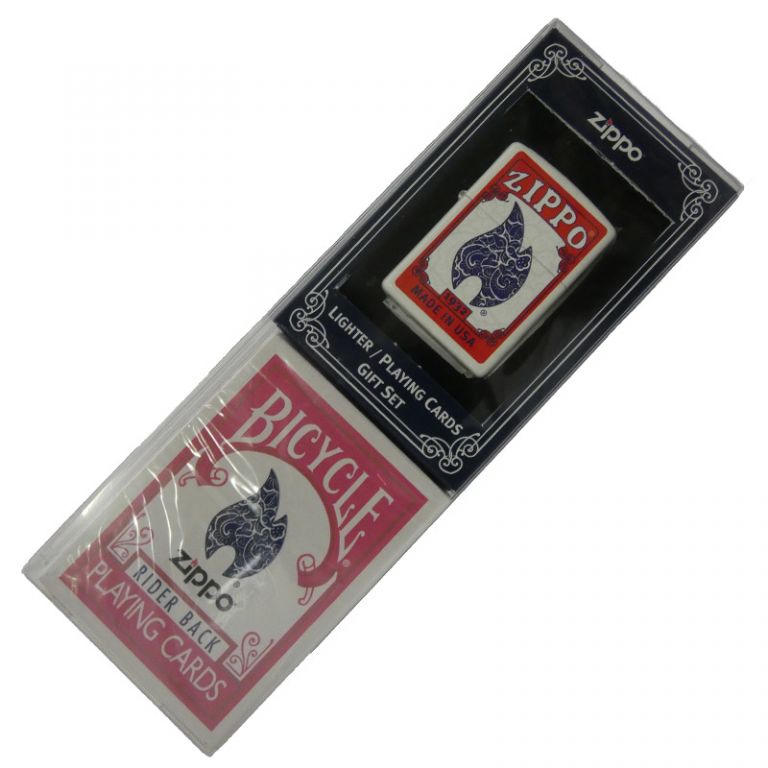 zippo
ZIPPO
1932
®
MADE IN USA
LIGHTER / PLAYING CARDS
GIFT SET
BICYCLE®
zippo
RIDER BACK
PLAYING CARDS